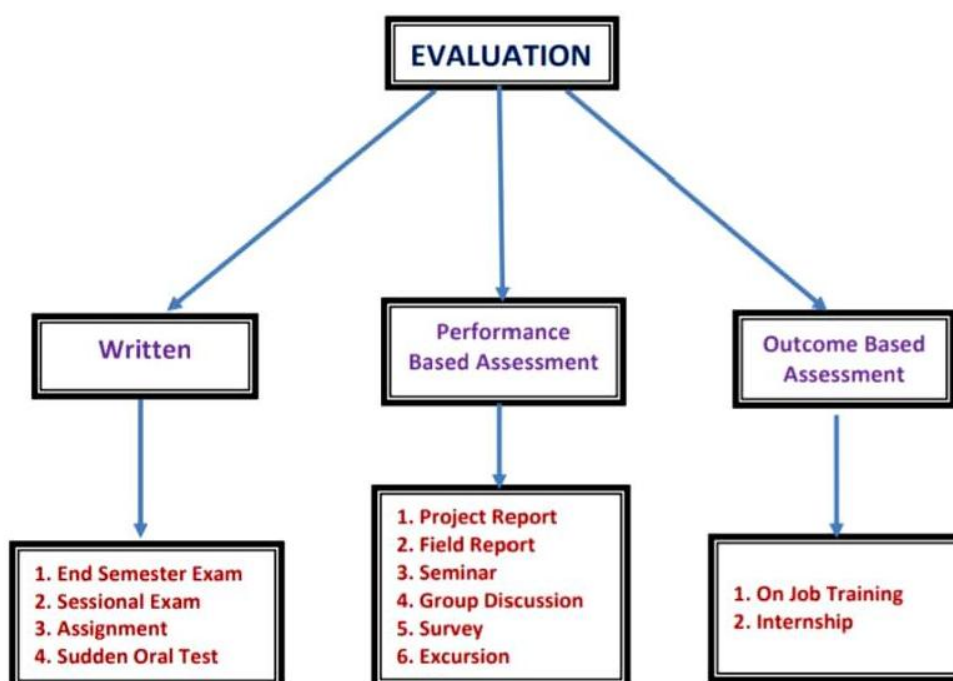 EVALUATION
Written
Performance
Based Assessment
Outcome Based
Assessment
1. End Semester Exam
2. Sessional Exam
3. Assignment
4. Sudden Oral Test
1. Project Report
2. Field Report
3. Seminar
4. Group Discussion
5. Survey
6. Excursion
1. On Job Training
2. Internship